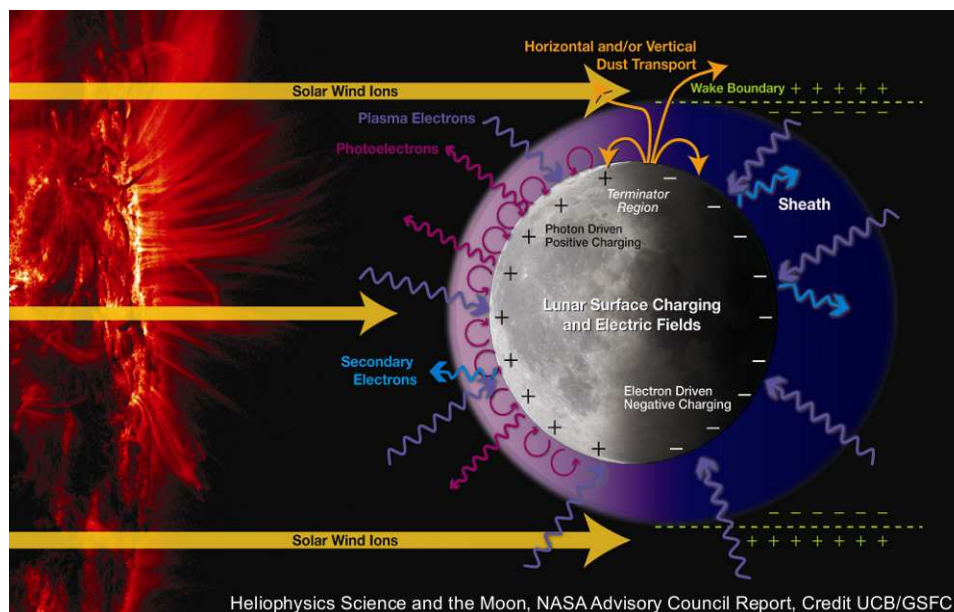 Horizontal and/or Vertical
Dust Transport
Solar Wind Ions
Wake Boundary + + + + +
− − − − −
Plasma Electrons
Photoelectrons
Terminator
Region
Sheath
Photon Driven
Positive Charging
Lunar Surface Charging
and Electric Fields
Secondary
Electrons
Electron Driven
Negative Charging
− − − − −
+ + + + + + +
Solar Wind Ions
Heliophysics Science and the Moon, NASA Advisory Council Report, Credit UCB/GSFC